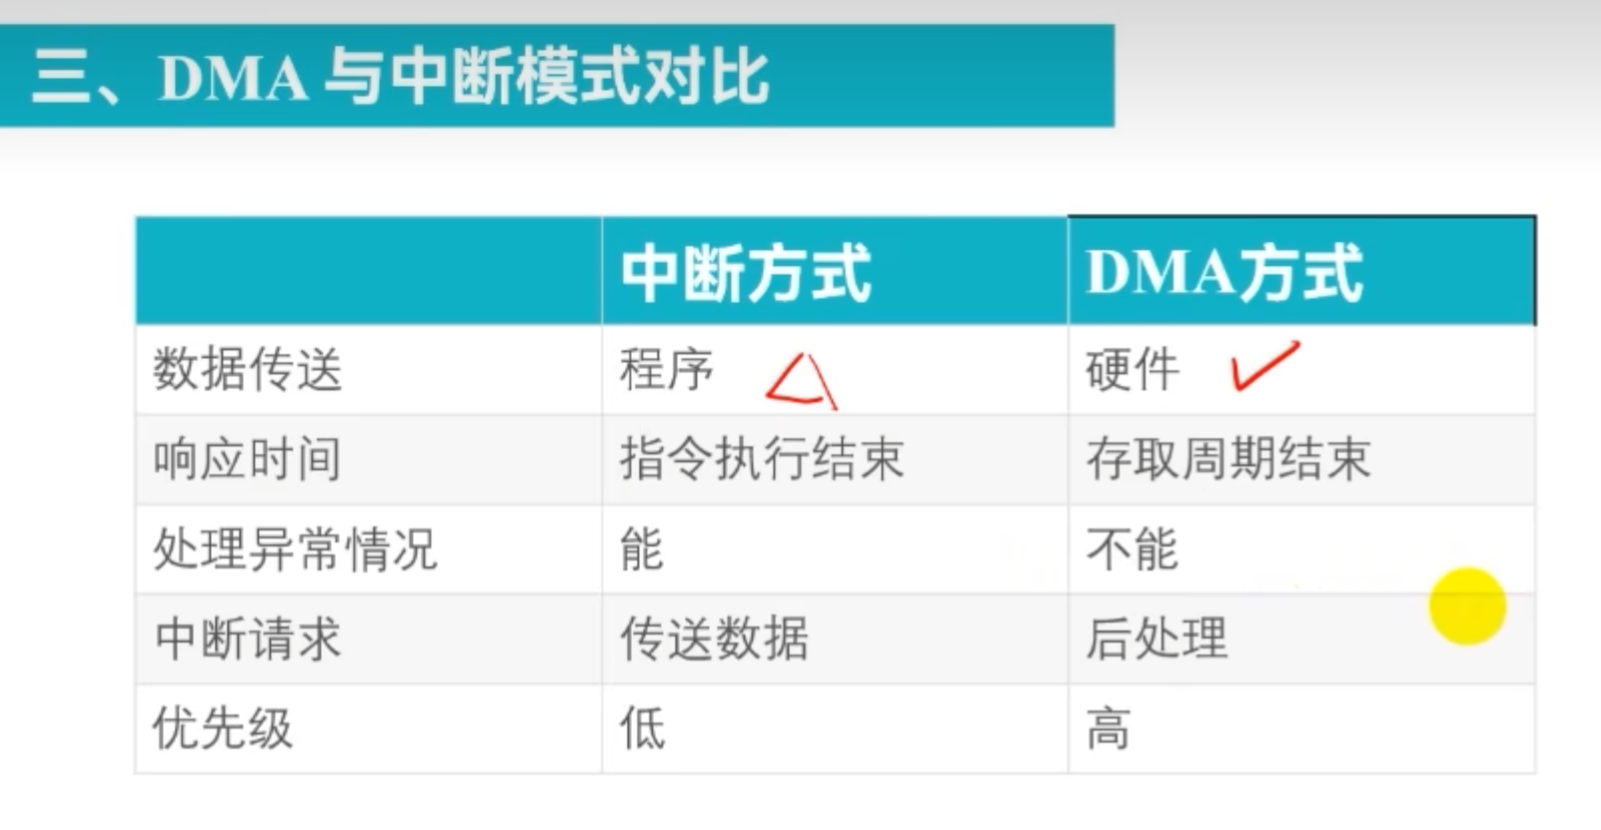 三、DMA 与中断模式对比
中断方式 DMA方式
数据传送 程序 硬件
响应时间 指令执行结束 存取周期结束
处理异常情况 能 不能
中断请求 传送数据 后处理
优先级 低 高